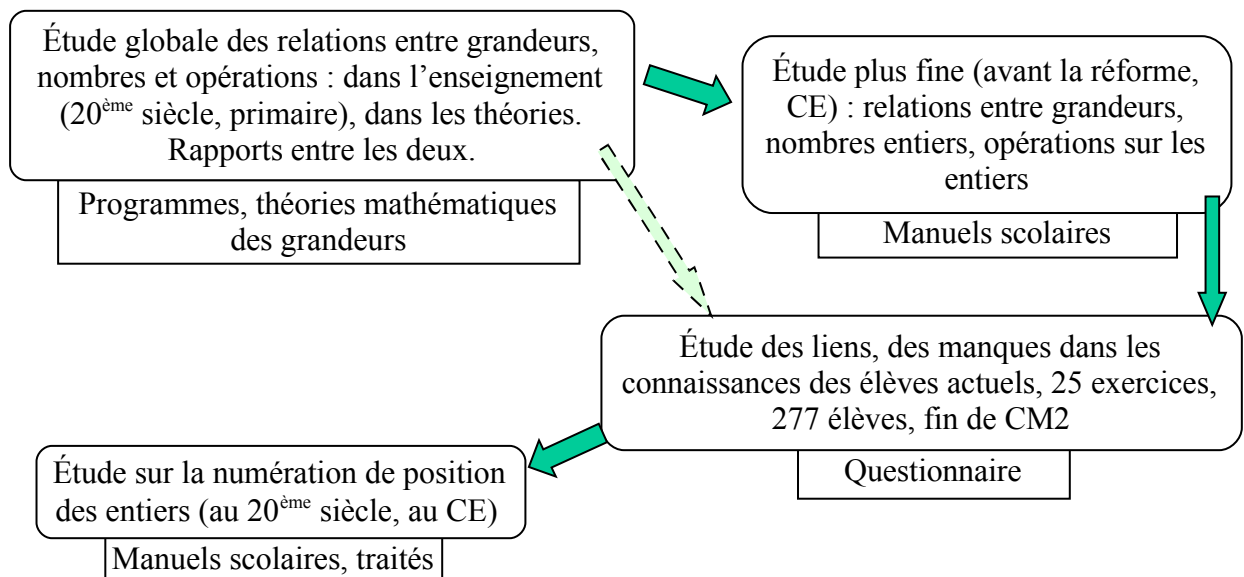 Étude globale des relations entre grandeurs,
nombres et opérations : dans l’enseignement
(20ème siècle, primaire), dans les théories.
Rapports entre les deux.
Programmes, théories mathématiques
des grandeurs
Étude plus fine (avant la réforme,
CE) : relations entre grandeurs,
nombres entiers, opérations sur les
entiers
Manuels scolaires
Étude des liens, des manques dans les
connaissances des élèves actuels, 25 exercices,
277 élèves, fin de CM2
Questionnaire
Étude sur la numération de position
des entiers (au 20ème siècle, au CE)
Manuels scolaires, traités